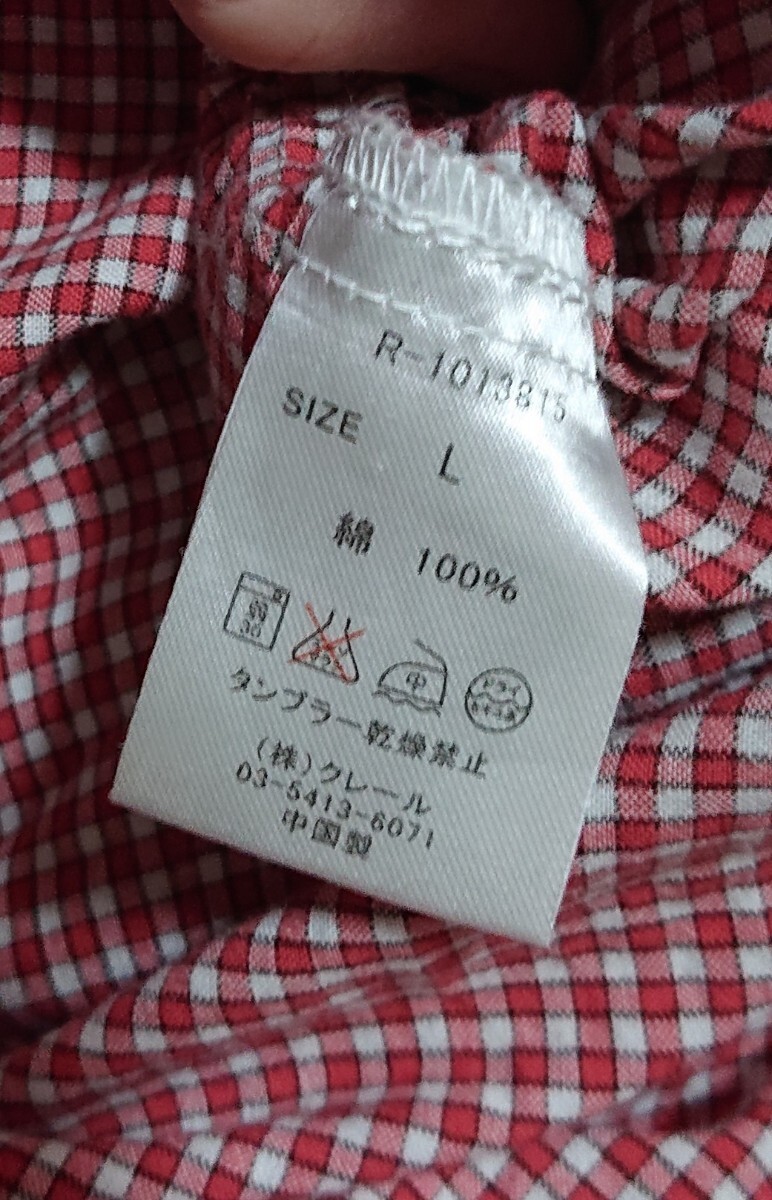 R-1013815
SIZE L
綿 100%
中
タンブラー乾燥禁止
(株)クレール
03-5413-6071
中国製